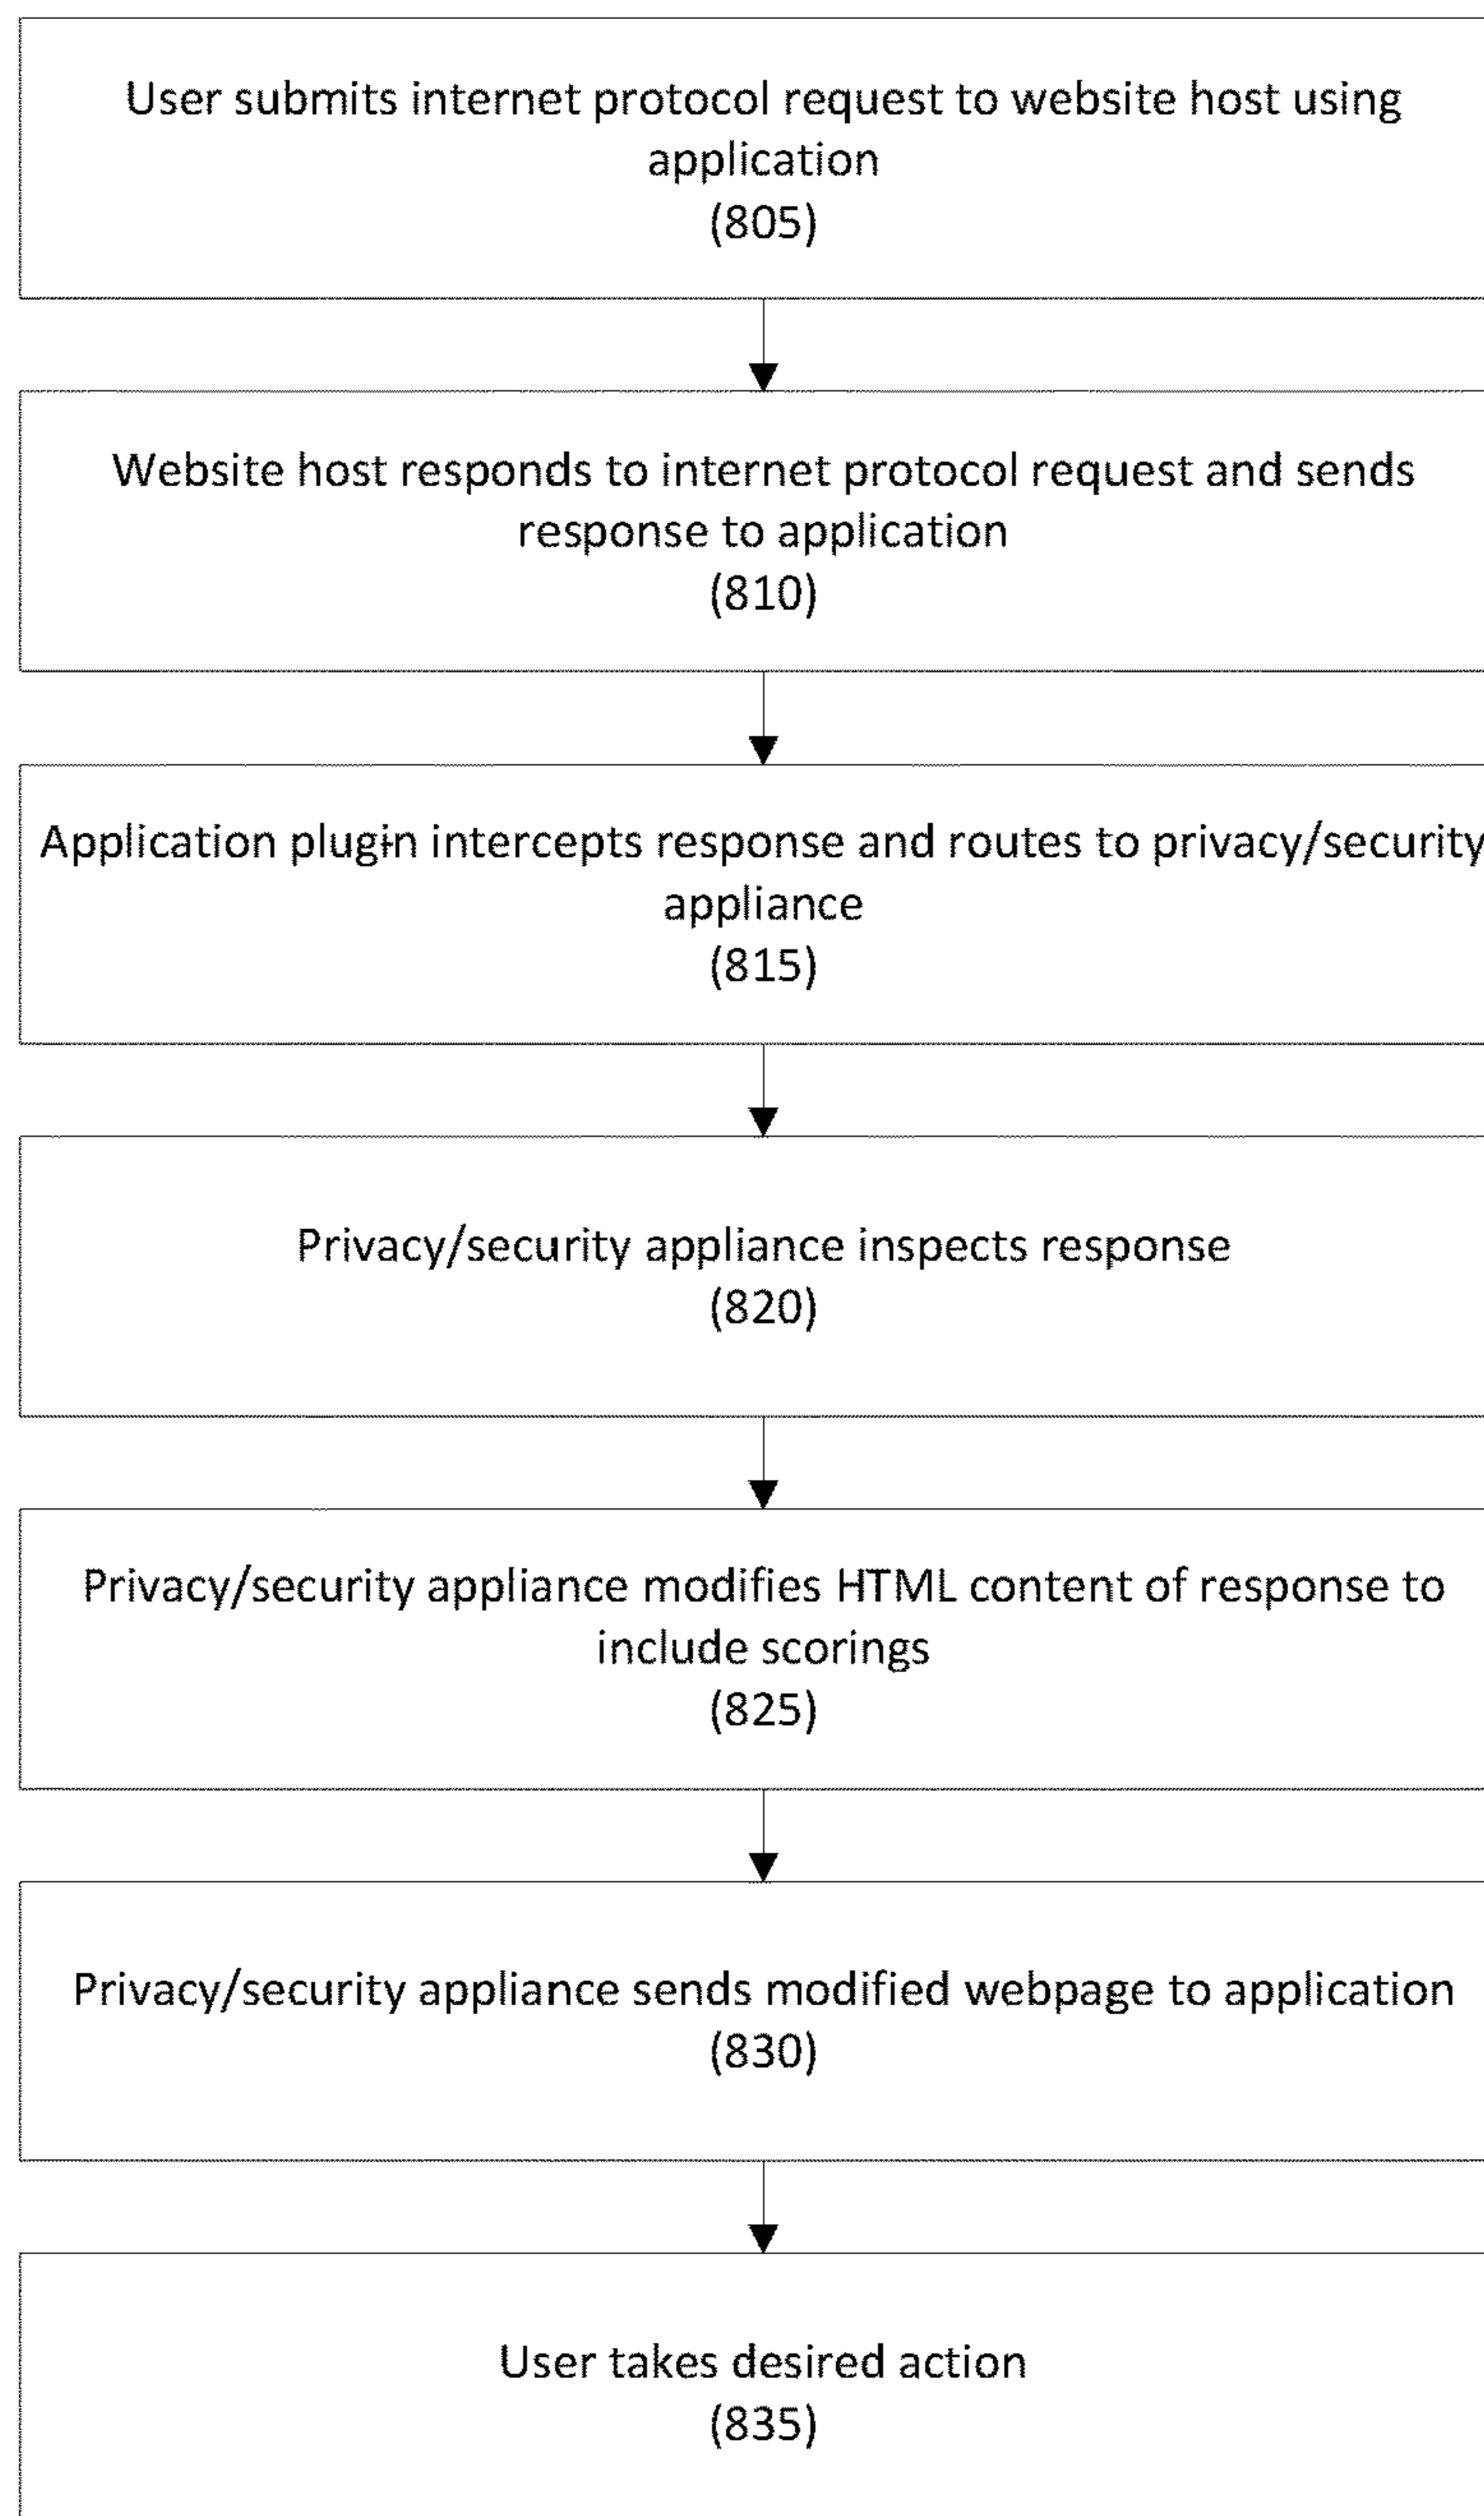 User submits internet protocol request to website host using
application
(805)
Website host responds to internet protocol request and sends
response to application
(810)
Application plugin intercepts response and routes to privacy/security
appliance
(815)
Privacy/security appliance inspects response
(820)
Privacy/security appliance modifies HTML content of response to
include scorings
(825)
Privacy/security appliance sends modified webpage to application
(830)
User takes desired action
(835)